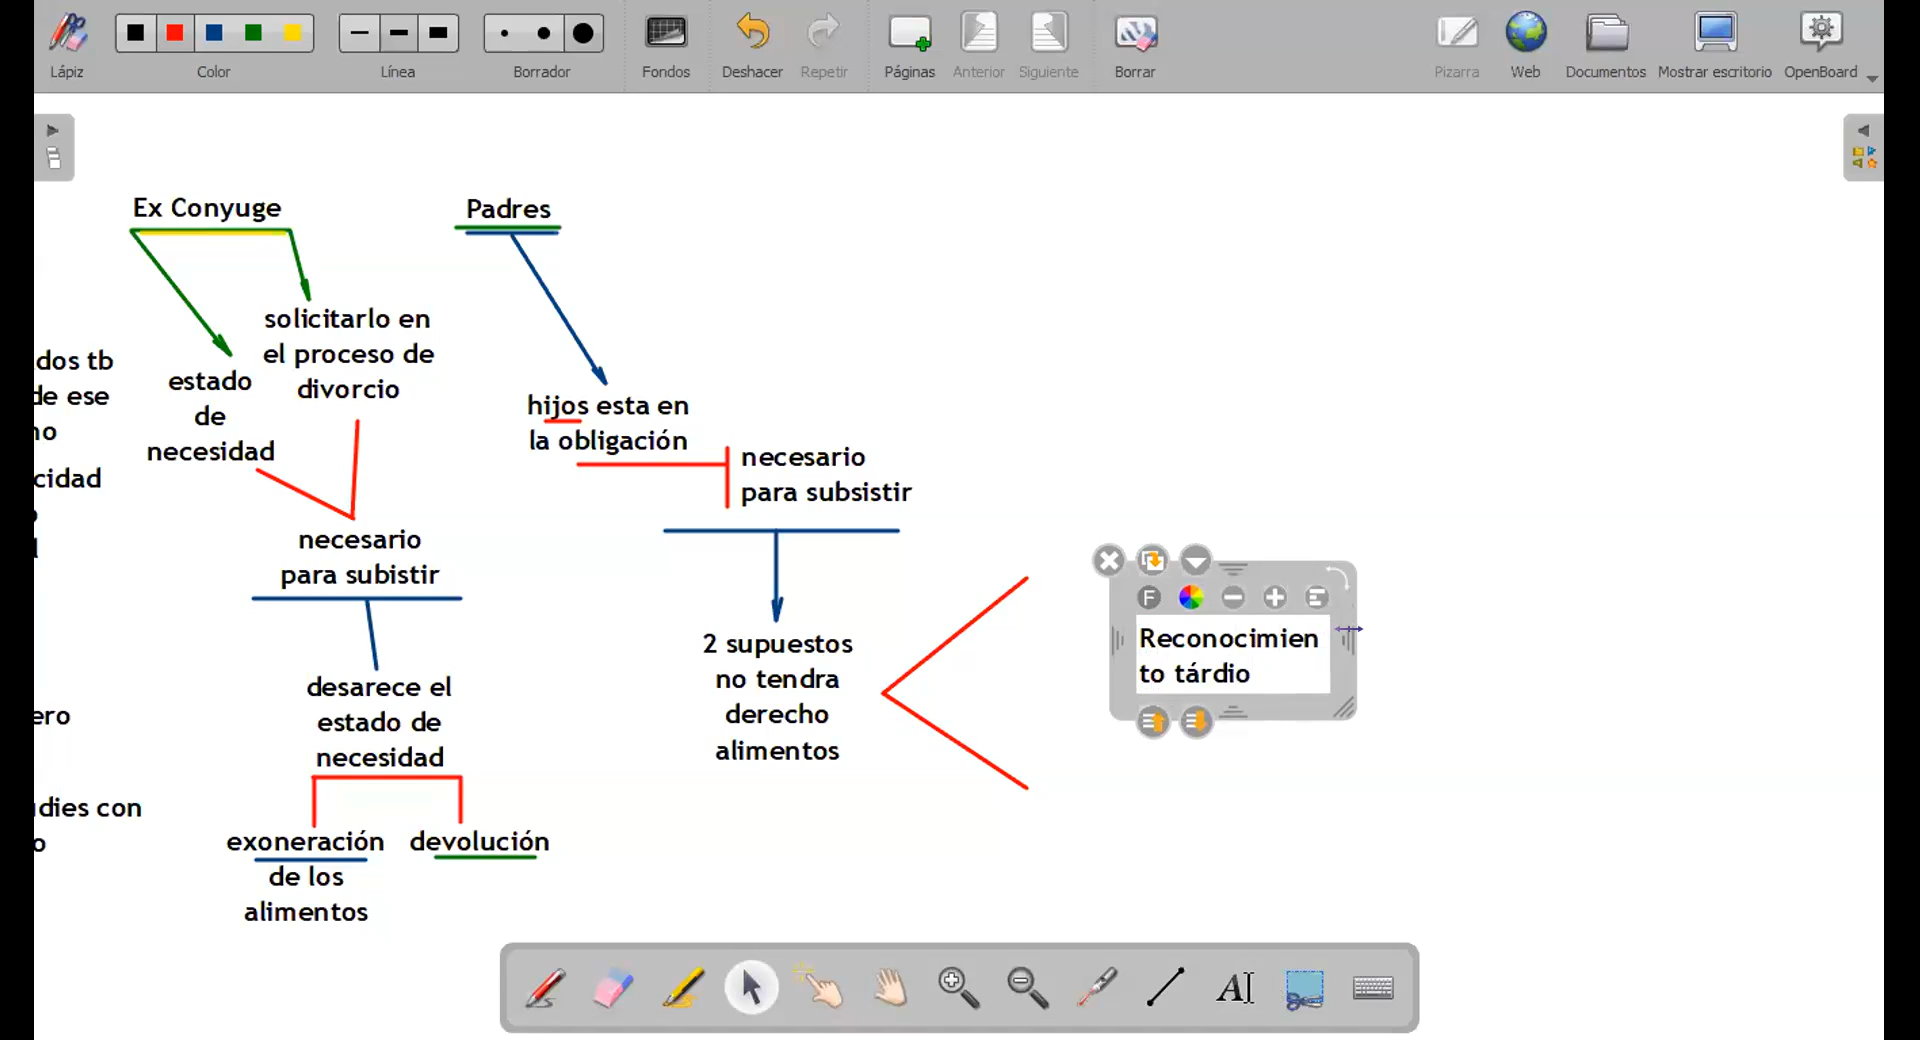 Lápiz
Color
Línea
Borrador
Fondos
Deshacer
Repetir
Páginas
Anterior
Siguiente
Borrar
Pizarra
Web
Documentos
Mostrar escritorio
OpenBoard
dos tb
de ese
cidad
ero
dies con
o
Ex Conyuge
solicitarlo en
el proceso de
divorcio
estado
de
necesidad
necesario
para subistir
desarece el
estado de
necesidad
exoneración
de los
alimentos
devolución
Padres
hijos esta en
la obligación
necesario
para subsistir
2 supuestos
no tendra
derecho
alimentos
F
Reconocimien
to tárdio
AI